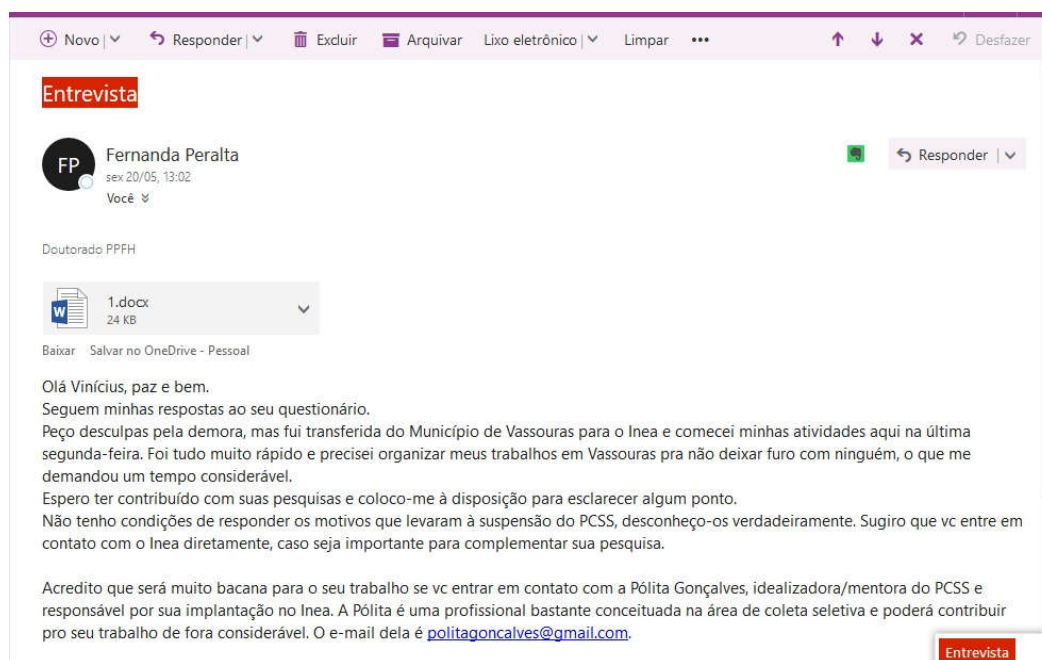 Novo Responder Excluir Arquivar Lixo eletrônico Limpar ••• Desfazer
Entrevista
FP
Fernanda Peralta
Responder
sex 20/05, 13:02
Você
Doutorado PPFH
W
1.docx
24 KB
Baixar Salvar no OneDrive - Pessoal
Olá Vinícius, paz e bem.
Seguem minhas respostas ao seu questionário.
Peço desculpas pela demora, mas fui transferida do Município de Vassouras para o Inea e comecei minhas atividades aqui na última
segunda-feira. Foi tudo muito rápido e precisei organizar meus trabalhos em Vassouras pra não deixar furo com ninguém, o que me
demandou um tempo considerável.
Espero ter contribuído com suas pesquisas e coloco-me à disposição para esclarecer algum ponto.
Não tenho condições de responder os motivos que levaram à suspensão do PCSS, desconheço-os verdadeiramente. Sugiro que vc entre em
contato com o Inea diretamente, caso seja importante para complementar sua pesquisa.
Acredito que será muito bacana para o seu trabalho se vc entrar em contato com a Pólita Gonçalves, idealizadora/mentora do PCSS e
responsável por sua implantação no Inea. A Pólita é uma profissional bastante conceituada na área de coleta seletiva e poderá contribuir
pro seu trabalho de fora considerável. O e-mail dela é politagoncalves@gmail.com.
Entrevista